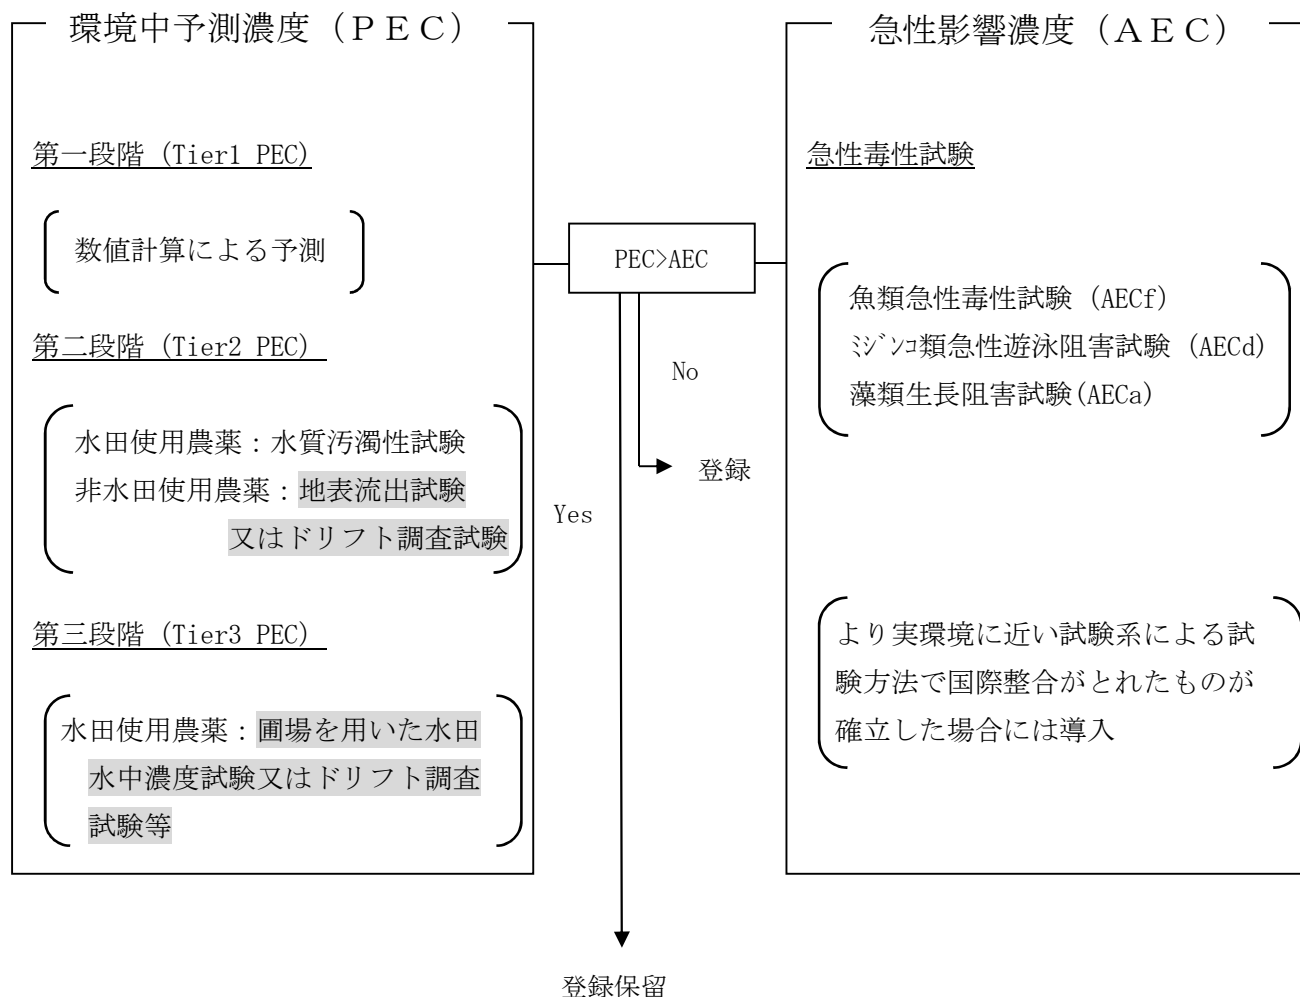 環境中予測濃度（ＰＥＣ）
第一段階 (Tier1 PEC)
数値計算による予測
第二段階 (Tier2 PEC)
水田使用農薬：水質汚濁性試験
非水田使用農薬：地表流出試験
又はドリフト調査試験
第三段階 (Tier3 PEC)
水田使用農薬：圃場を用いた水田
水中濃度試験又はドリフト調査
試験等
PEC>AEC
No
登録
Yes
登録保留
急性影響濃度（ＡＥＣ）
急性毒性試験
魚類急性毒性試験 (AECf)
ﾐｼﾞﾝｺ類急性遊泳阻害試験 (AECd)
藻類生長阻害試験(AECa)
より実環境に近い試験系による試
験方法で国際整合がとれたものが
確立した場合には導入